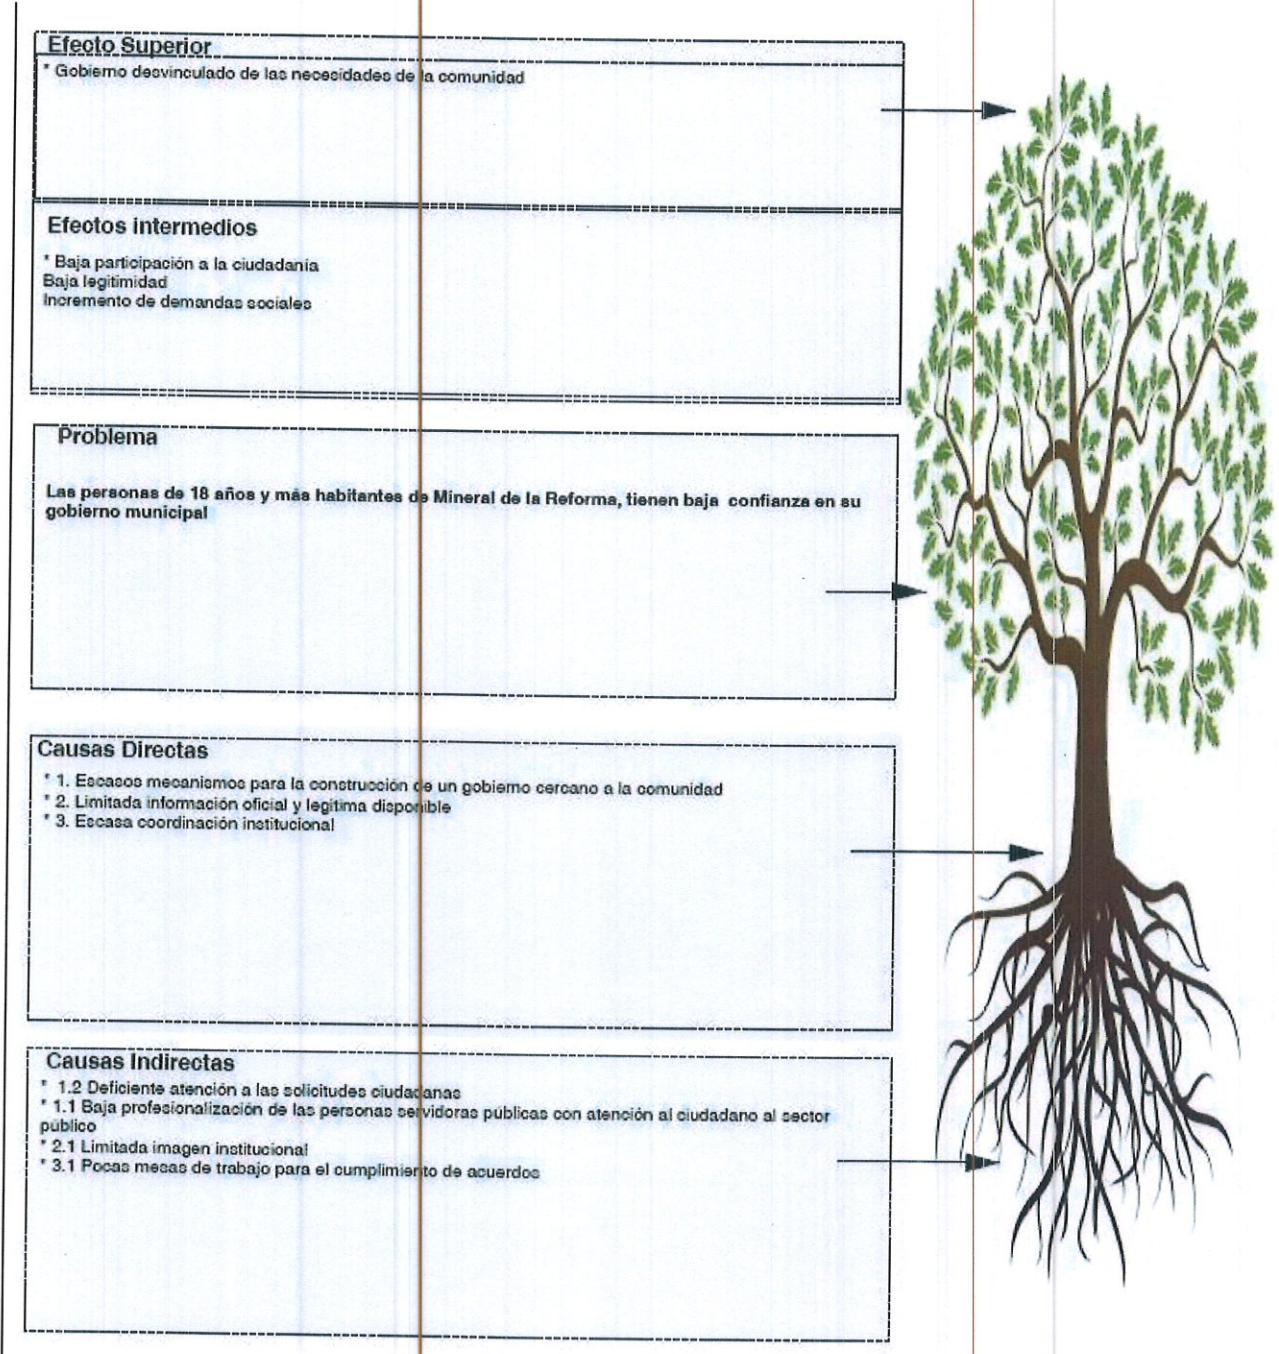 Efecto Superior
* Gobierno desvinculado de las necesidades de la comunidad
Efectos intermedios
* Baja participación a la ciudadanía
Baja legitimidad
Incremento de demandas sociales
Problema
Las personas de 18 años y más habitantes de Mineral de la Reforma, tienen baja confianza en su
gobierno municipal
Causas Directas
* 1. Escasos mecanismos para la construcción de un gobierno cercano a la comunidad
* 2. Limitada información oficial y legitima disponible
* 3. Escasa coordinación institucional
Causas Indirectas
* 1.2 Deficiente atención a las solicitudes ciudadanas
* 1.1 Baja profesionalización de las personas servidoras públicas con atención al ciudadano al sector
público
* 2.1 Limitada imagen institucional
* 3.1 Pocas mesas de trabajo para el cumplimiento de acuerdos